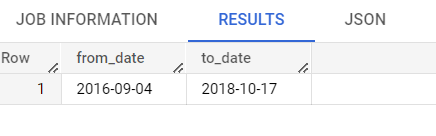 JOB INFORMATION RESULTS JSON
Row from_date to_date
1 2016-09-04 2018-10-17